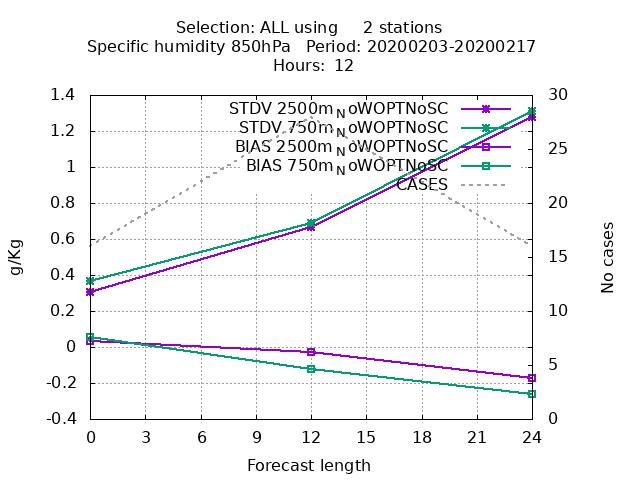 Selection: ALL using     2 stations
Specific humidity 850hPa   Period: 20200203-20200217
Hours: 12
STDV 2500m_NoWOPTNoSC
STDV 750m_NoWOPTNoSC
BIAS 2500m_NoWOPTNoSC
BIAS 750m_NoWOPTNoSC
CASES
1.4
1.2
1
0.8
0.6
0.4
0.2
0
-0.2
-0.4
g/Kg
30
25
20
15
10
5
0
No cases
0 3 6 9 12 15 18 21 24
Forecast length